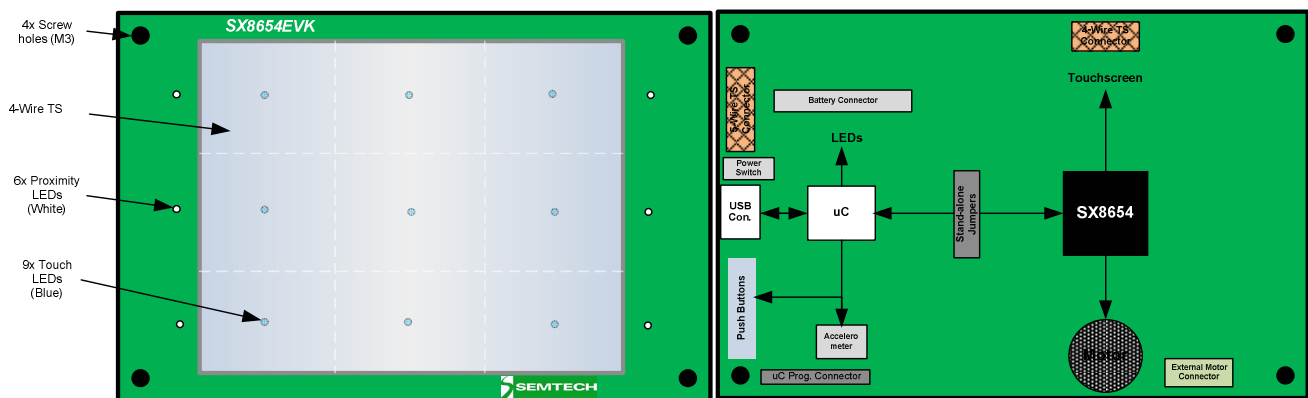 4x Screw
holes (M3)
SX8654EVK
4-Wire TS
6x Proximity
LEDs
(White)
9x Touch
LEDs
(Blue)
SEMTECH
4-Wire TS
Connector
Touchscreen
5-Wire TS
Connector
Battery Connector
LEDs
Power
Switch
USB
Con.
uC
Stand-alone
Jumpers
SX8654
Push Buttons
Accelero
meter
Motor
External Motor
Connector
uC Prog. Connector